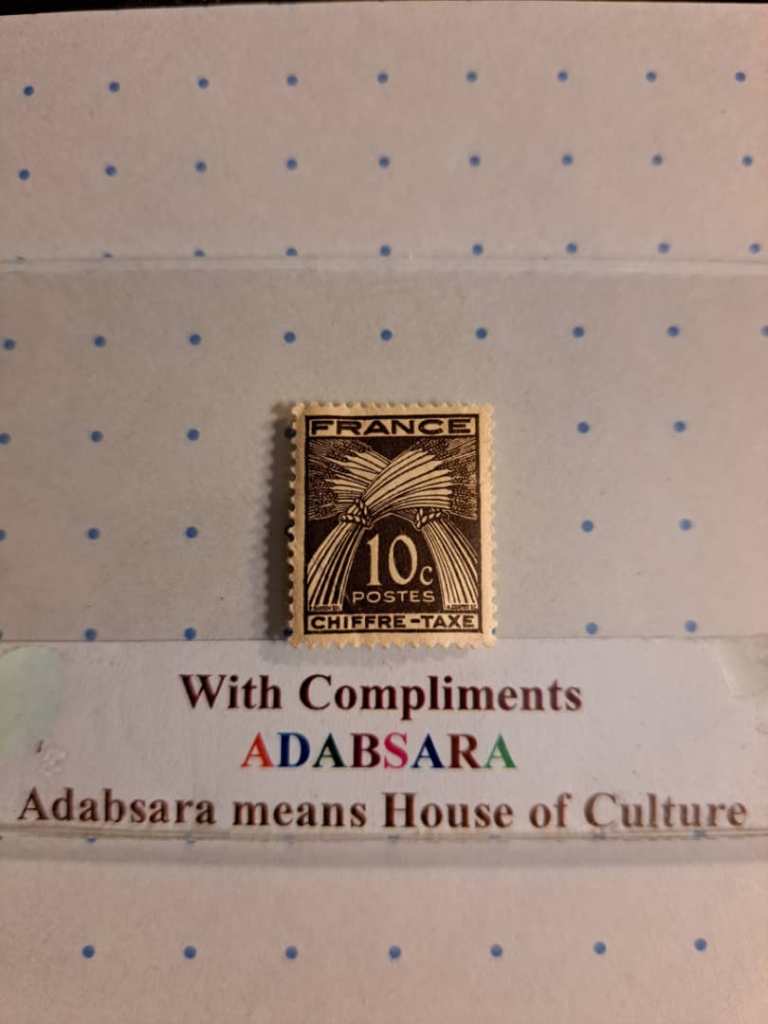 FRANCE
10c
POSTES
CHIFFRE-TAXE
With Compliments
ADABSARA
Adabsara means House of Culture